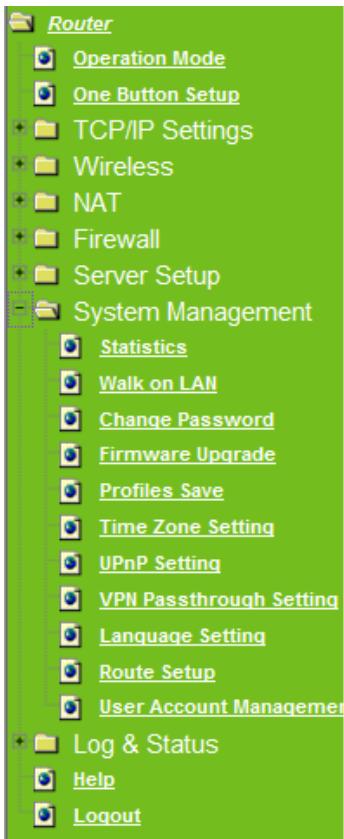 Router
Operation Mode
One Button Setup
TCP/IP Settings
Wireless
NAT
Firewall
Server Setup
System Management
Statistics
Walk on LAN
Change Password
Firmware Upgrade
Profiles Save
Time Zone Setting
UPnP Setting
VPN Passthrough Setting
Language Setting
Route Setup
User Account Managemen
Log & Status
Help
Logout